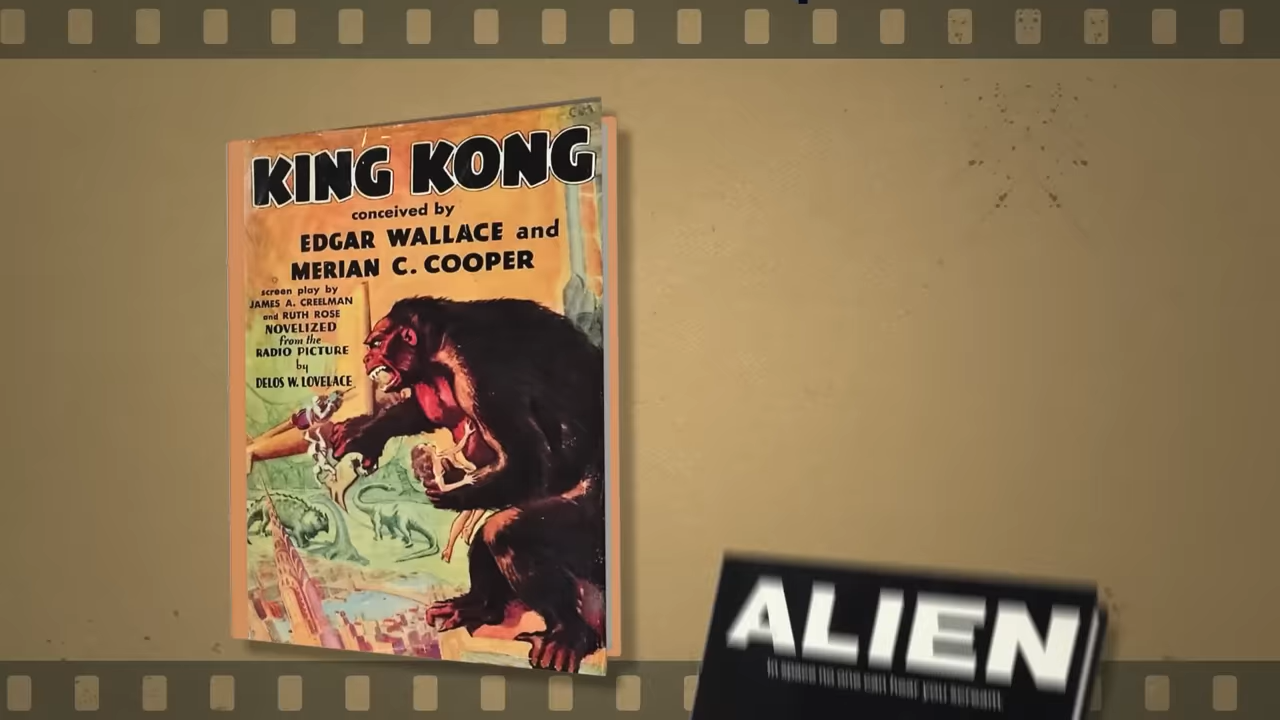 KING KONG
conceived by
EDGAR WALLACE and
MERIAN C. COOPER
screen play by
JAMES A. CREELMAN
and RUTH ROSE
NOVELIZED
from the
RADIO PICTURE
by
DELOS W. LOVELACE
ALIEN